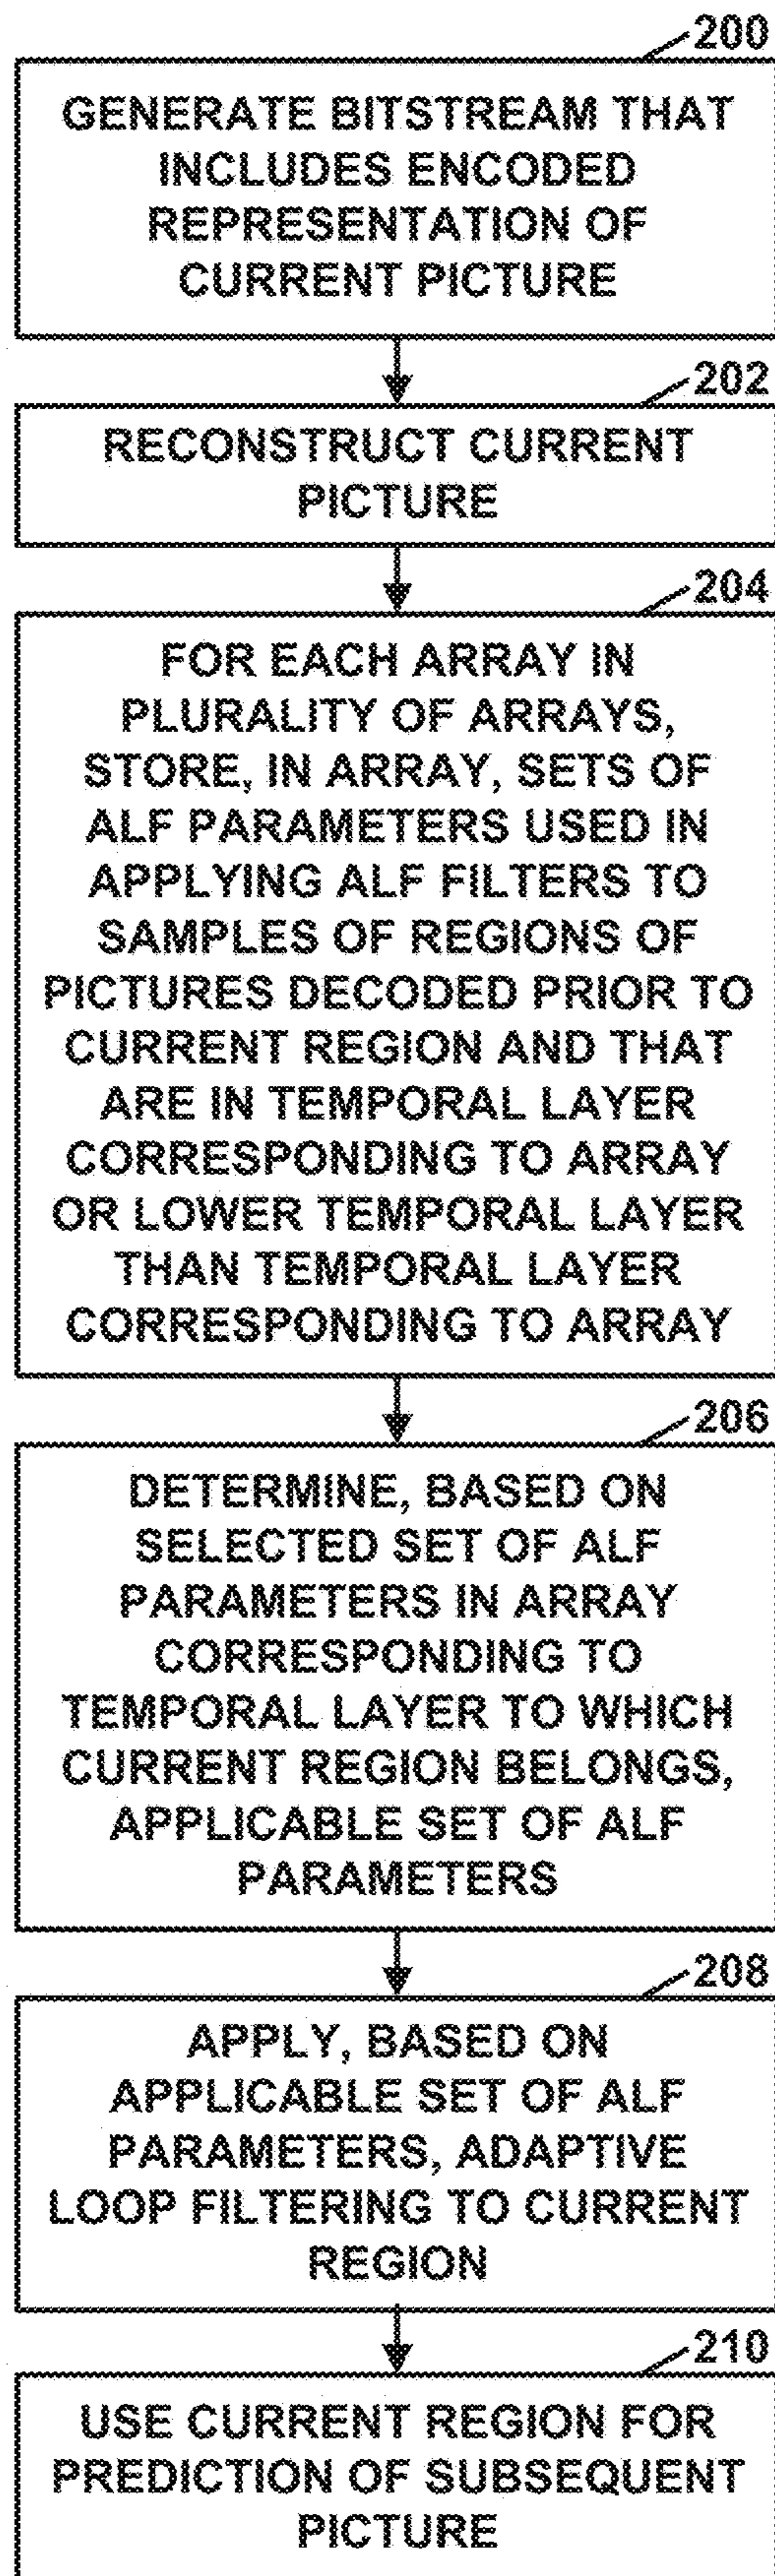 200
GENERATE BITSTREAM THAT
INCLUDES ENCODED
REPRESENTATION OF
CURRENT PICTURE
202
RECONSTRUCT CURRENT
PICTURE
204
FOR EACH ARRAY IN
PLURALITY OF ARRAYS,
STORE, IN ARRAY, SETS OF
ALF PARAMETERS USED IN
APPLYING ALF FILTERS TO
SAMPLES OF REGIONS OF
PICTURES DECODED PRIOR TO
CURRENT REGION AND THAT
ARE IN TEMPORAL LAYER
CORRESPONDING TO ARRAY
OR LOWER TEMPORAL LAYER
THAN TEMPORAL LAYER
CORRESPONDING TO ARRAY
206
DETERMINE, BASED ON
SELECTED SET OF ALF
PARAMETERS IN ARRAY
CORRESPONDING TO
TEMPORAL LAYER TO WHICH
CURRENT REGION BELONGS,
APPLICABLE SET OF ALF
PARAMETERS
208
APPLY, BASED ON
APPLICABLE SET OF ALF
PARAMETERS, ADAPTIVE
LOOP FILTERING TO CURRENT
REGION
210
USE CURRENT REGION FOR
PREDICTION OF SUBSEQUENT
PICTURE